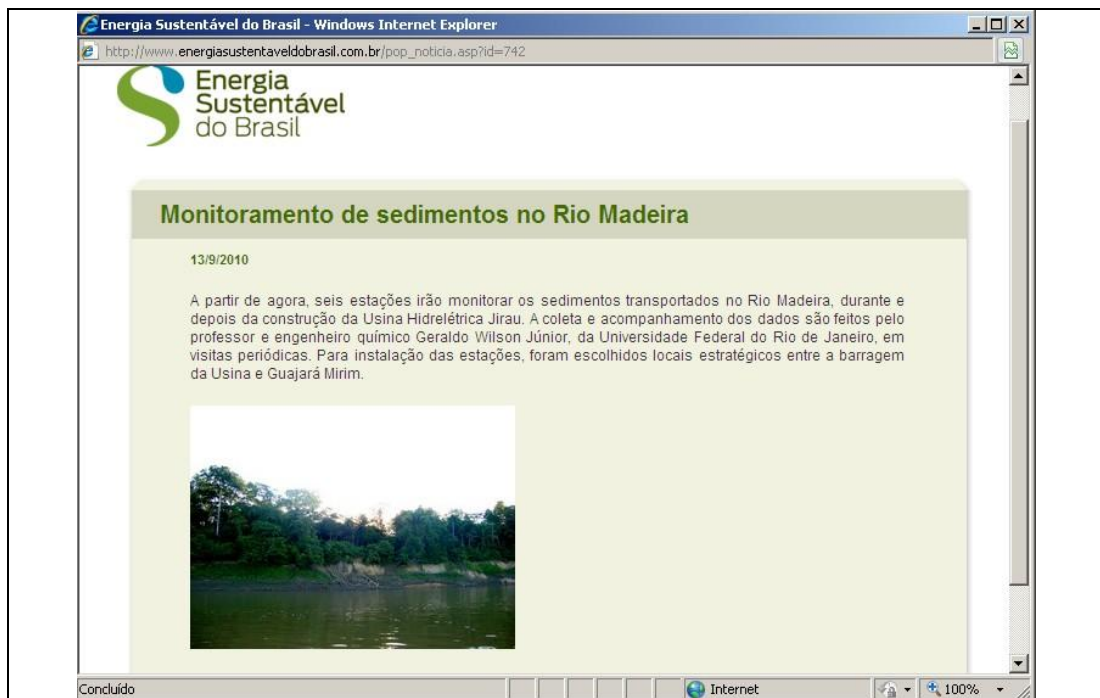 Energia Sustentável do Brasil - Windows Internet Explorer
http://www.energiasustentaveldobrasil.com.br/pop_noticia.asp?id=742
Energia
Sustentável
do Brasil
Monitoramento de sedimentos no Rio Madeira
13/9/2010
A partir de agora, seis estações irão monitorar os sedimentos transportados no Rio Madeira, durante e
depois da construção da Usina Hidrelétrica Jirau. A coleta e acompanhamento dos dados são feitos pelo
professor e engenheiro químico Geraldo Wilson Júnior, da Universidade Federal do Rio de Janeiro, em
visitas periódicas. Para instalação das estações, foram escolhidos locais estratégicos entre a barragem
da Usina e Guajará Mirim.
Concluído
Internet
100%